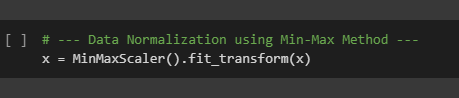 [ ] # --- Data Normalization using Min-Max Method ---
x = MinMaxScaler().fit_transform(x)